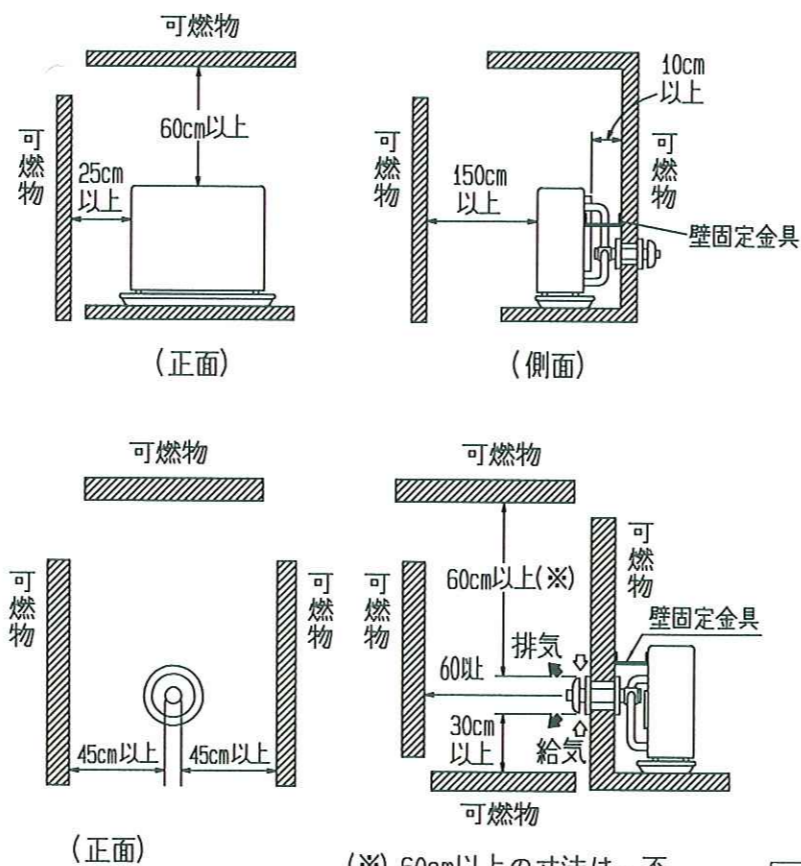 可燃物
60cm以上
可燃物
25cm
以上
(正面)
10cm
以上
可燃物
可燃物
150cm
以上
壁固定金具
(側面)
可燃物
可燃物
可燃物
45cm以上
45cm以上
(正面)
可燃物
可燃物
可燃物
60cm以上(※)
壁固定金具
排気
60以上
30cm
以上
給気
可燃物
(※) 60cm以上の寸法は、不